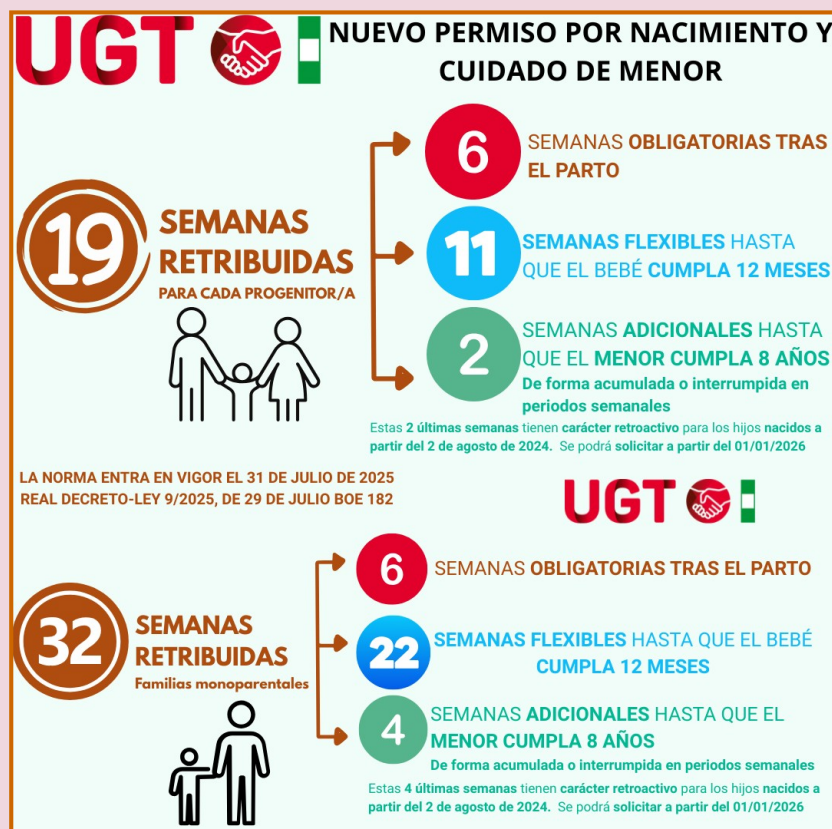 UGT
NUEVO PERMISO POR NACIMIENTO Y
CUIDADO DE MENOR
19
SEMANAS
RETRIBUIDAS
PARA CADA PROGENITOR/A
6
SEMANAS OBLIGATORIAS TRAS
EL PARTO
11
SEMANAS FLEXIBLES HASTA
QUE EL BEBÉ CUMPLA 12 MESES
2
SEMANAS ADICIONALES HASTA
QUE EL MENOR CUMPLA 8 AÑOS
De forma acumulada o interrumpida en
periodos semanales
Estas 2 últimas semanas tienen carácter retroactivo para los hijos nacidos a
partir del 2 de agosto de 2024. Se podrá solicitar a partir del 01/01/2026
LA NORMA ENTRA EN VIGOR EL 31 DE JULIO DE 2025
REAL DECRETO-LEY 9/2025, DE 29 DE JULIO BOE 182
UGT
32
SEMANAS
RETRIBUIDAS
Familias monoparentales
6
SEMANAS OBLIGATORIAS TRAS EL PARTO
22
SEMANAS FLEXIBLES HASTA QUE EL BEBÉ
CUMPLA 12 MESES
4
SEMANAS ADICIONALES HASTA QUE EL
MENOR CUMPLA 8 AÑOS
De forma acumulada o interrumpida en periodos semanales
Estas 4 últimas semanas tienen carácter retroactivo para los hijos nacidos a
partir del 2 de agosto de 2024. Se podrá solicitar a partir del 01/01/2026